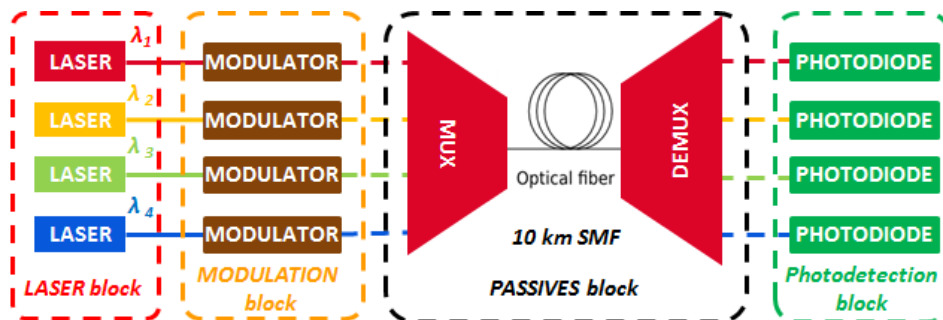 λ1
LASER MODULATOR PHOTODIODE
λ2
LASER MODULATOR PHOTODIODE
MUX
DEMUX
λ3
LASER MODULATOR PHOTODIODE
Optical fiber
λ4
LASER MODULATOR PHOTODIODE
10 km SMF
LASER block
MODULATION
block
PASSIVES block
Photodetection
block